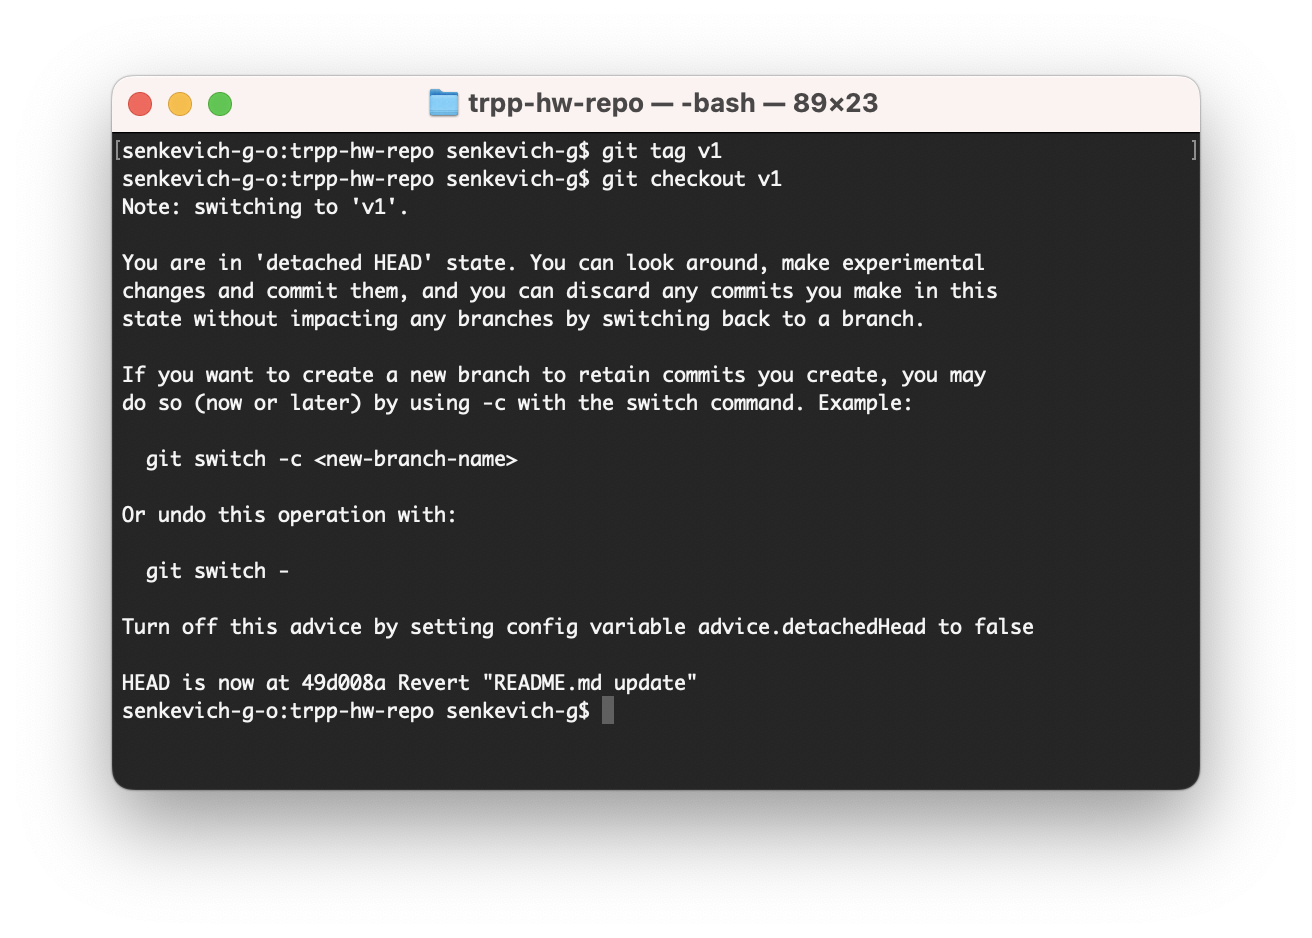 trpp-hw-repo — -bash — 89×23
[senkevich-g-o:trpp-hw-repo senkevich-g$ git tag v1 ]
senkevich-g-o:trpp-hw-repo senkevich-g$ git checkout v1
Note: switching to 'v1'.
You are in 'detached HEAD' state. You can look around, make experimental
changes and commit them, and you can discard any commits you make in this
state without impacting any branches by switching back to a branch.
If you want to create a new branch to retain commits you create, you may
do so (now or later) by using -c with the switch command. Example:
git switch -c <new-branch-name>
Or undo this operation with:
git switch -
Turn off this advice by setting config variable advice.detachedHead to false
HEAD is now at 49d008a Revert "README.md update"
senkevich-g-o:trpp-hw-repo senkevich-g$